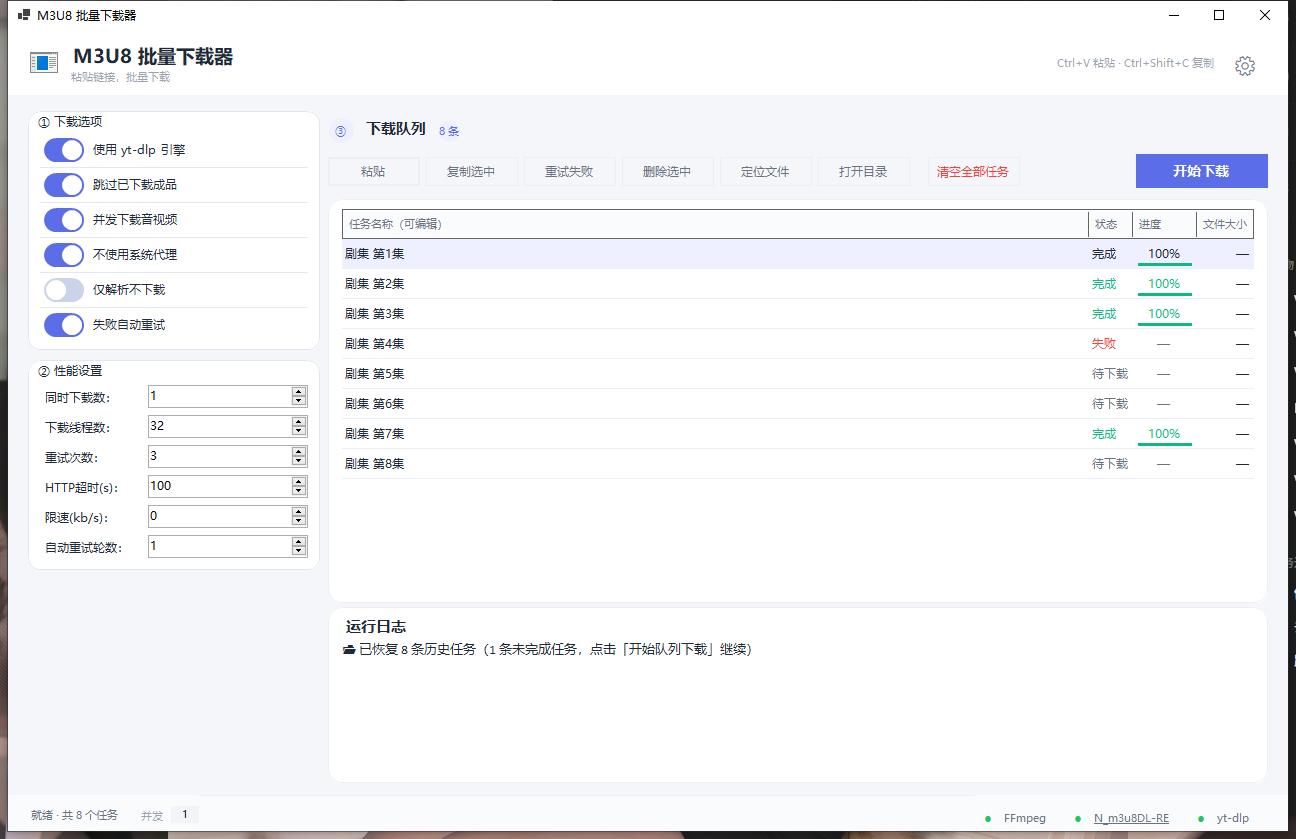 M3U8 批量下载器
M3U8 批量下载器
粘贴链接，批量下载
Ctrl+V 粘贴 · Ctrl+Shift+C 复制
① 下载选项
使用 yt-dlp 引擎
跳过已下载成品
并发下载音视频
不使用系统代理
仅解析不下载
失败自动重试
② 性能设置
同时下载数: 1
下载线程数: 32
重试次数: 3
HTTP超时(s): 100
限速(kb/s): 0
自动重试轮数: 1
③ 下载队列 8 条
粘贴 复制选中 重试失败 删除选中 定位文件 打开目录 清空全部任务 开始下载
任务名称（可编辑） 状态 进度 文件大小
剧集 第1集 完成 100% —
剧集 第2集 完成 100% —
剧集 第3集 完成 100% —
剧集 第4集 失败 — —
剧集 第5集 待下载 — —
剧集 第6集 待下载 — —
剧集 第7集 完成 100% —
剧集 第8集 待下载 — —
运行日志
已恢复 8 条历史任务（1 条未完成任务，点击「开始队列下载」继续）
就绪 · 共 8 个任务 并发 1
FFmpeg N_m3u8DL-RE yt-dlp